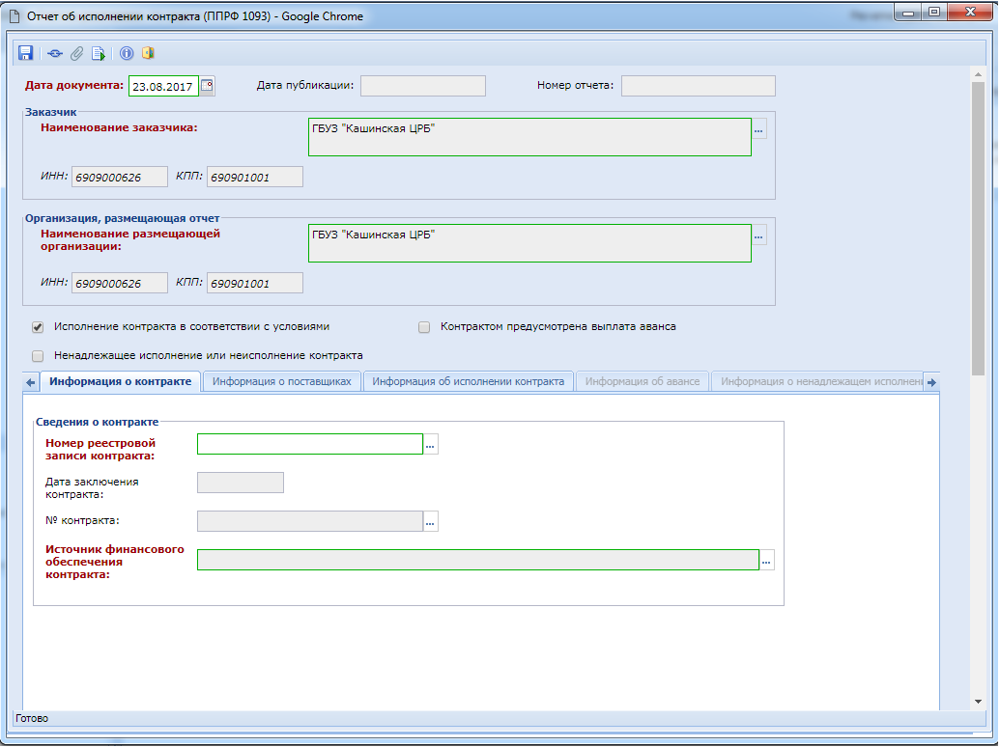 Отчет об исполнении контракта (ППРФ 1093) - Google Chrome
Дата документа: 23.08.2017 Дата публикации: Номер отчета:
Заказчик
Наименование заказчика: ГБУЗ "Кашинская ЦРБ" ...
ИНН: 6909000626 КПП: 690901001
Организация, размещающая отчет
Наименование размещающей ГБУЗ "Кашинская ЦРБ" ...
организации:
ИНН: 6909000626 КПП: 690901001
Исполнение контракта в соответствии с условиями Контрактом предусмотрена выплата аванса
Ненадлежащее исполнение или неисполнение контракта
Информация о контракте Информация о поставщиках Информация об исполнении контракта Информация об авансе Информация о ненадлежащем исполнен
Сведения о контракте
Номер реестровой ...
записи контракта:
Дата заключения
контракта:
№ контракта: ...
Источник финансового
обеспечения ...
контракта:
Готово